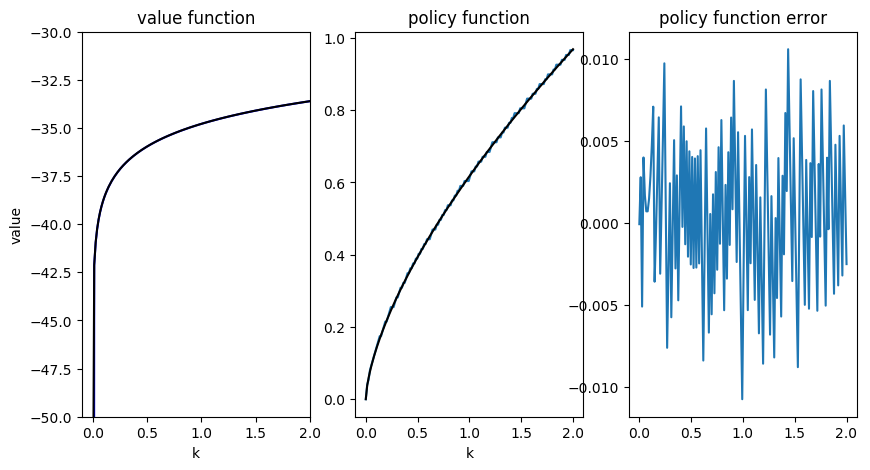 value function
policy function
policy function error
−30.0
−32.5
−35.0
−37.5
−40.0
−42.5
−45.0
−47.5
−50.0
value
0.0 0.5 1.0 1.5 2.0
k
1.0
0.8
0.6
0.4
0.2
0.0
0.0 0.5 1.0 1.5 2.0
k
0.010
0.005
0.000
−0.005
−0.010
0.0 0.5 1.0 1.5 2.0